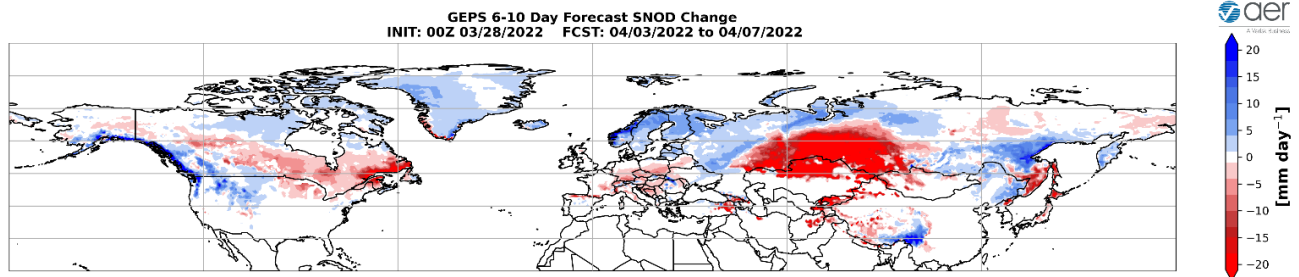 GEPS 6-10 Day Forecast SNOD Change
INIT: 00Z 03/28/2022 FCST: 04/03/2022 to 04/07/2022
aer
20
15
10
5
0
−5
−10
−15
−20
[mm day−1]